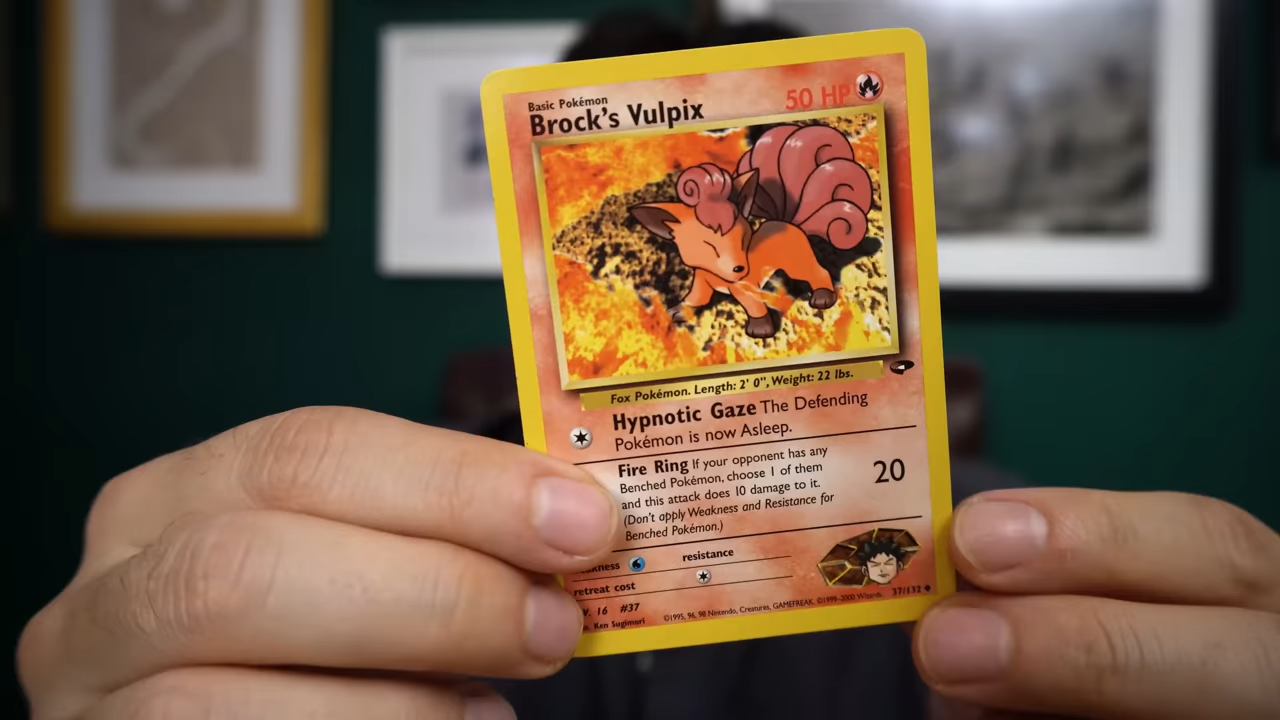 Basic Pokémon
Brock's Vulpix
50 HP
Fox Pokémon. Length: 2' 0", Weight: 22 lbs.
Hypnotic Gaze The Defending
Pokémon is now Asleep.
Fire Ring If your opponent has any
Benched Pokémon, choose 1 of them
and this attack does 10 damage to it.
(Don't apply Weakness and Resistance for
Benched Pokémon.)
20
resistance
retreat cost
16 #37
Ken Sugimori
©1995, 96, 98 Nintendo, Creatures, GAMEFREAK. ©1999-2000 Wizards.
37/132